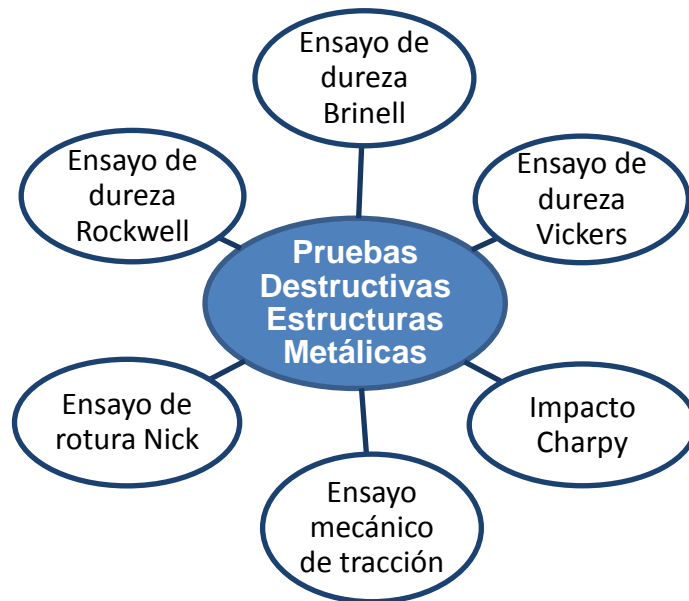 Ensayo de
dureza
Brinell
Ensayo de
dureza
Rockwell
Ensayo de
dureza
Vickers
Pruebas
Destructivas
Estructuras
Metálicas
Ensayo de
rotura Nick
Impacto
Charpy
Ensayo
mecánico
de tracción